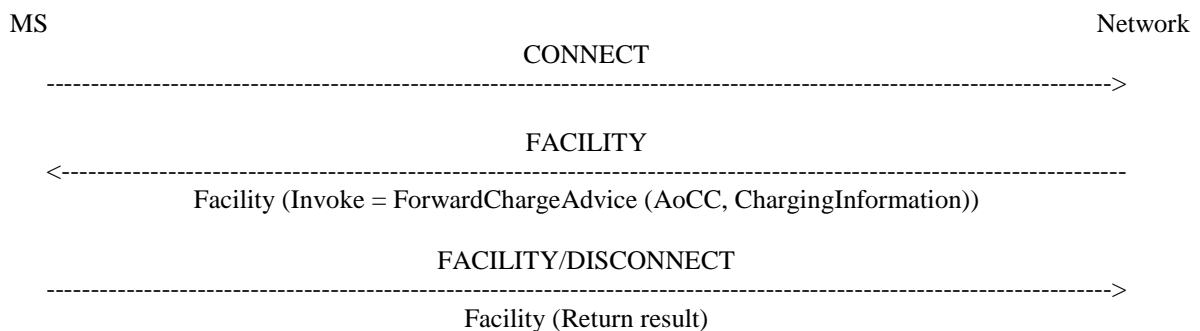 MS Network
CONNECT
------------------------------------------------------------------------------------------------------------------------>
FACILITY
<------------------------------------------------------------------------------------------------------------------------
Facility (Invoke = ForwardChargeAdvice (AoCC, ChargingInformation))
FACILITY/DISCONNECT
------------------------------------------------------------------------------------------------------------------------>
Facility (Return result)